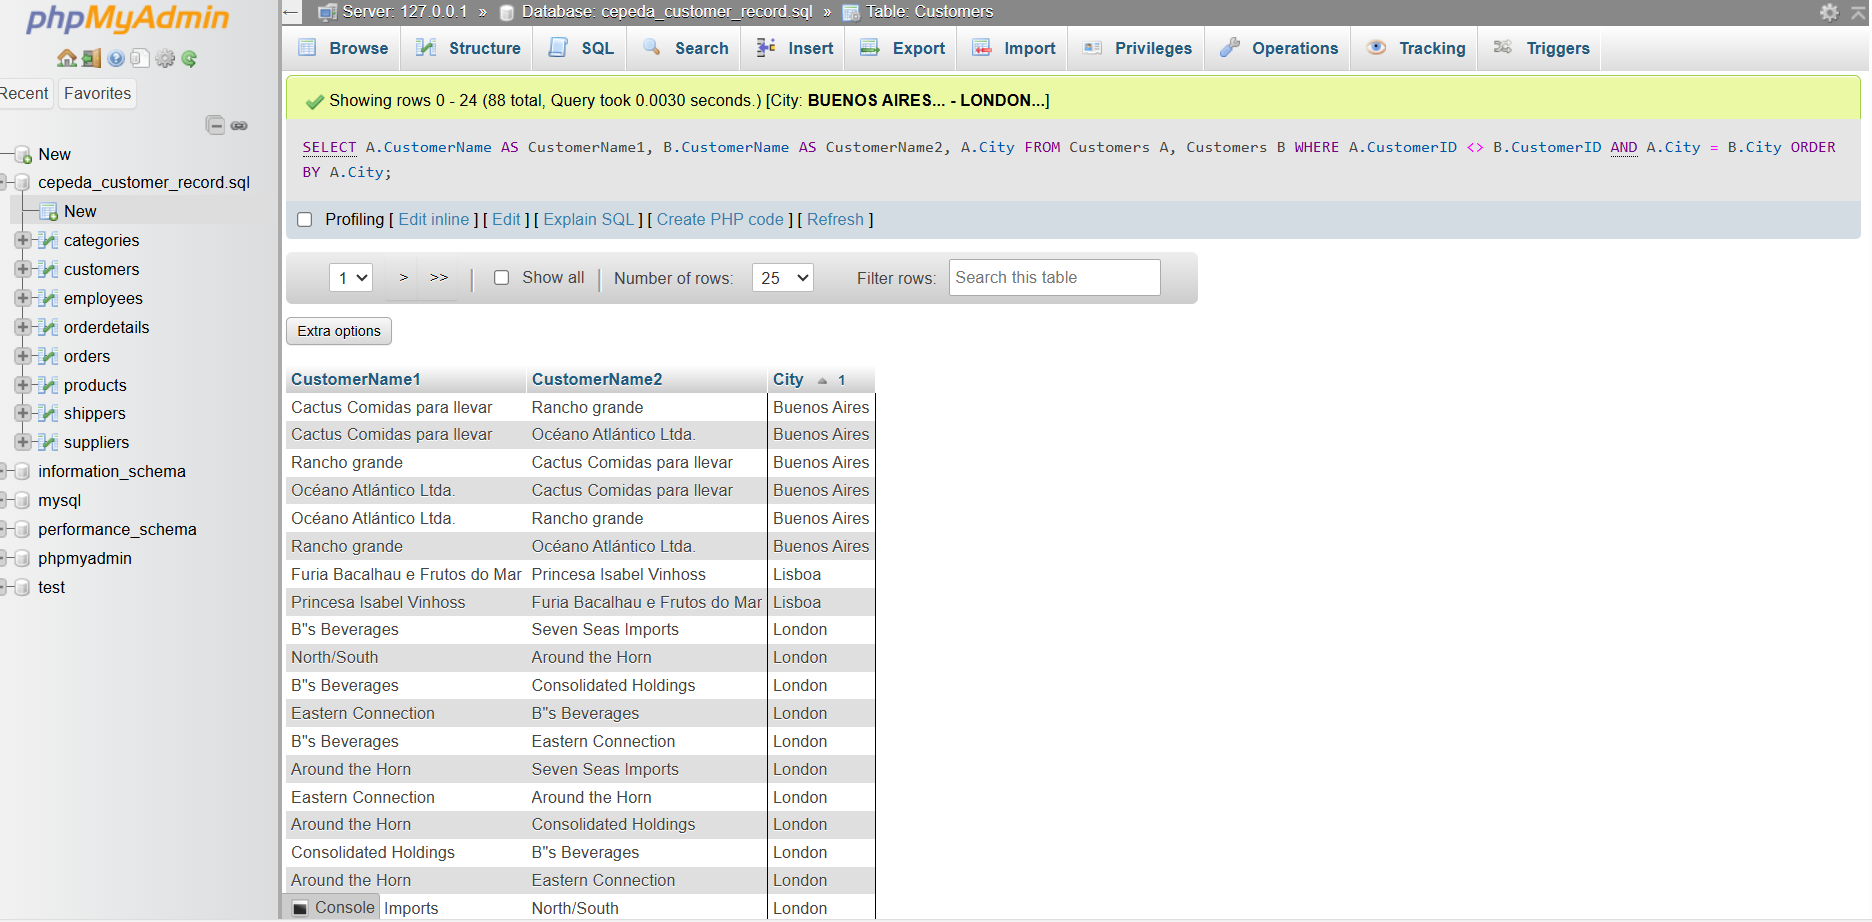 phpMyAdmin
Recent Favorites
New
cepeda_customer_record.sql
New
categories
customers
employees
orderdetails
orders
products
shippers
suppliers
information_schema
mysql
performance_schema
phpmyadmin
test
Server: 127.0.0.1 » Database: cepeda_customer_record.sql » Table: Customers
Browse Structure SQL Search Insert Export Import Privileges Operations Tracking Triggers
Showing rows 0 - 24 (88 total, Query took 0.0030 seconds.) [City: BUENOS AIRES... - LONDON...]
SELECT A.CustomerName AS CustomerName1, B.CustomerName AS CustomerName2, A.City FROM Customers A, Customers B WHERE A.CustomerID <> B.CustomerID AND A.City = B.City ORDER
BY A.City;
Profiling [ Edit inline ] [ Edit ] [ Explain SQL ] [ Create PHP code ] [ Refresh ]
1 > >> | Show all | Number of rows: 25 Filter rows: Search this table
Extra options
CustomerName1 CustomerName2 City 1
Cactus Comidas para llevar Rancho grande Buenos Aires
Cactus Comidas para llevar Océano Atlántico Ltda. Buenos Aires
Rancho grande Cactus Comidas para llevar Buenos Aires
Océano Atlántico Ltda. Cactus Comidas para llevar Buenos Aires
Océano Atlántico Ltda. Rancho grande Buenos Aires
Rancho grande Océano Atlántico Ltda. Buenos Aires
Furia Bacalhau e Frutos do Mar Princesa Isabel Vinhoss Lisboa
Princesa Isabel Vinhoss Furia Bacalhau e Frutos do Mar Lisboa
B"s Beverages Seven Seas Imports London
North/South Around the Horn London
B"s Beverages Consolidated Holdings London
Eastern Connection B"s Beverages London
B"s Beverages Eastern Connection London
Around the Horn Seven Seas Imports London
Eastern Connection Around the Horn London
Around the Horn Consolidated Holdings London
Consolidated Holdings B"s Beverages London
Around the Horn Eastern Connection London
Console Imports North/South London